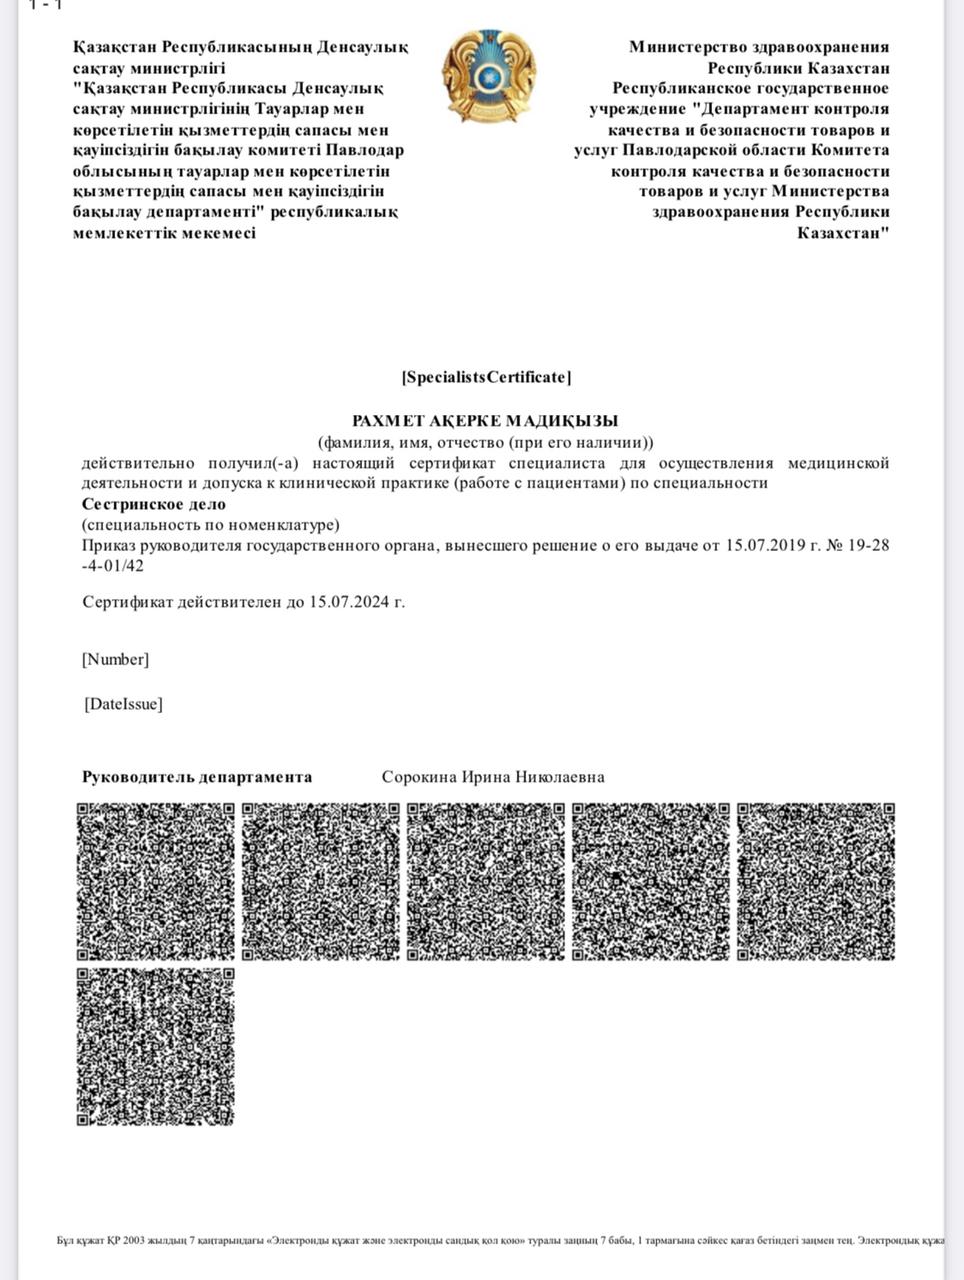 1 - 1
Қазақстан Республикасының Денсаулық
сақтау министрлігі
"Қазақстан Республикасы Денсаулық
сақтау министрлігінің Тауарлар мен
көрсетілетін қызметтердің сапасы мен
қауіпсіздігін бақылау комитеті Павлодар
облысының тауарлар мен көрсетілетін
қызметтердің сапасы мен қауіпсіздігін
бақылау департаменті" республикалық
мемлекеттік мекемесі
Министерство здравоохранения
Республики Казахстан
Республиканское государственное
учреждение "Департамент контроля
качества и безопасности товаров и
услуг Павлодарской области Комитета
контроля качества и безопасности
товаров и услуг Министерства
здравоохранения Республики
Казахстан"
[SpecialistsCertificate]
РАХМЕТ АҚЕРКЕ МАДИҚЫЗЫ
(фамилия, имя, отчество (при его наличии))
действительно получил(-а) настоящий сертификат специалиста для осуществления медицинской
деятельности и допуска к клинической практике (работе с пациентами) по специальности
Сестринское дело
(специальность по номенклатуре)
Приказ руководителя государственного органа, вынесшего решение о его выдаче от 15.07.2019 г. № 19-28
-4-01/42
Сертификат действителен до 15.07.2024 г.
[Number]
[DateIssue]
Руководитель департамента Сорокина Ирина Николаевна
Бұл құжат ҚР 2003 жылдың 7 қаңтарындағы «Электронды құжат және электронды сандық қол қою» туралы заңның 7 бабы, 1 тармағына сәйкес қағаз бетіндегі заңмен тең. Электрондық құжа